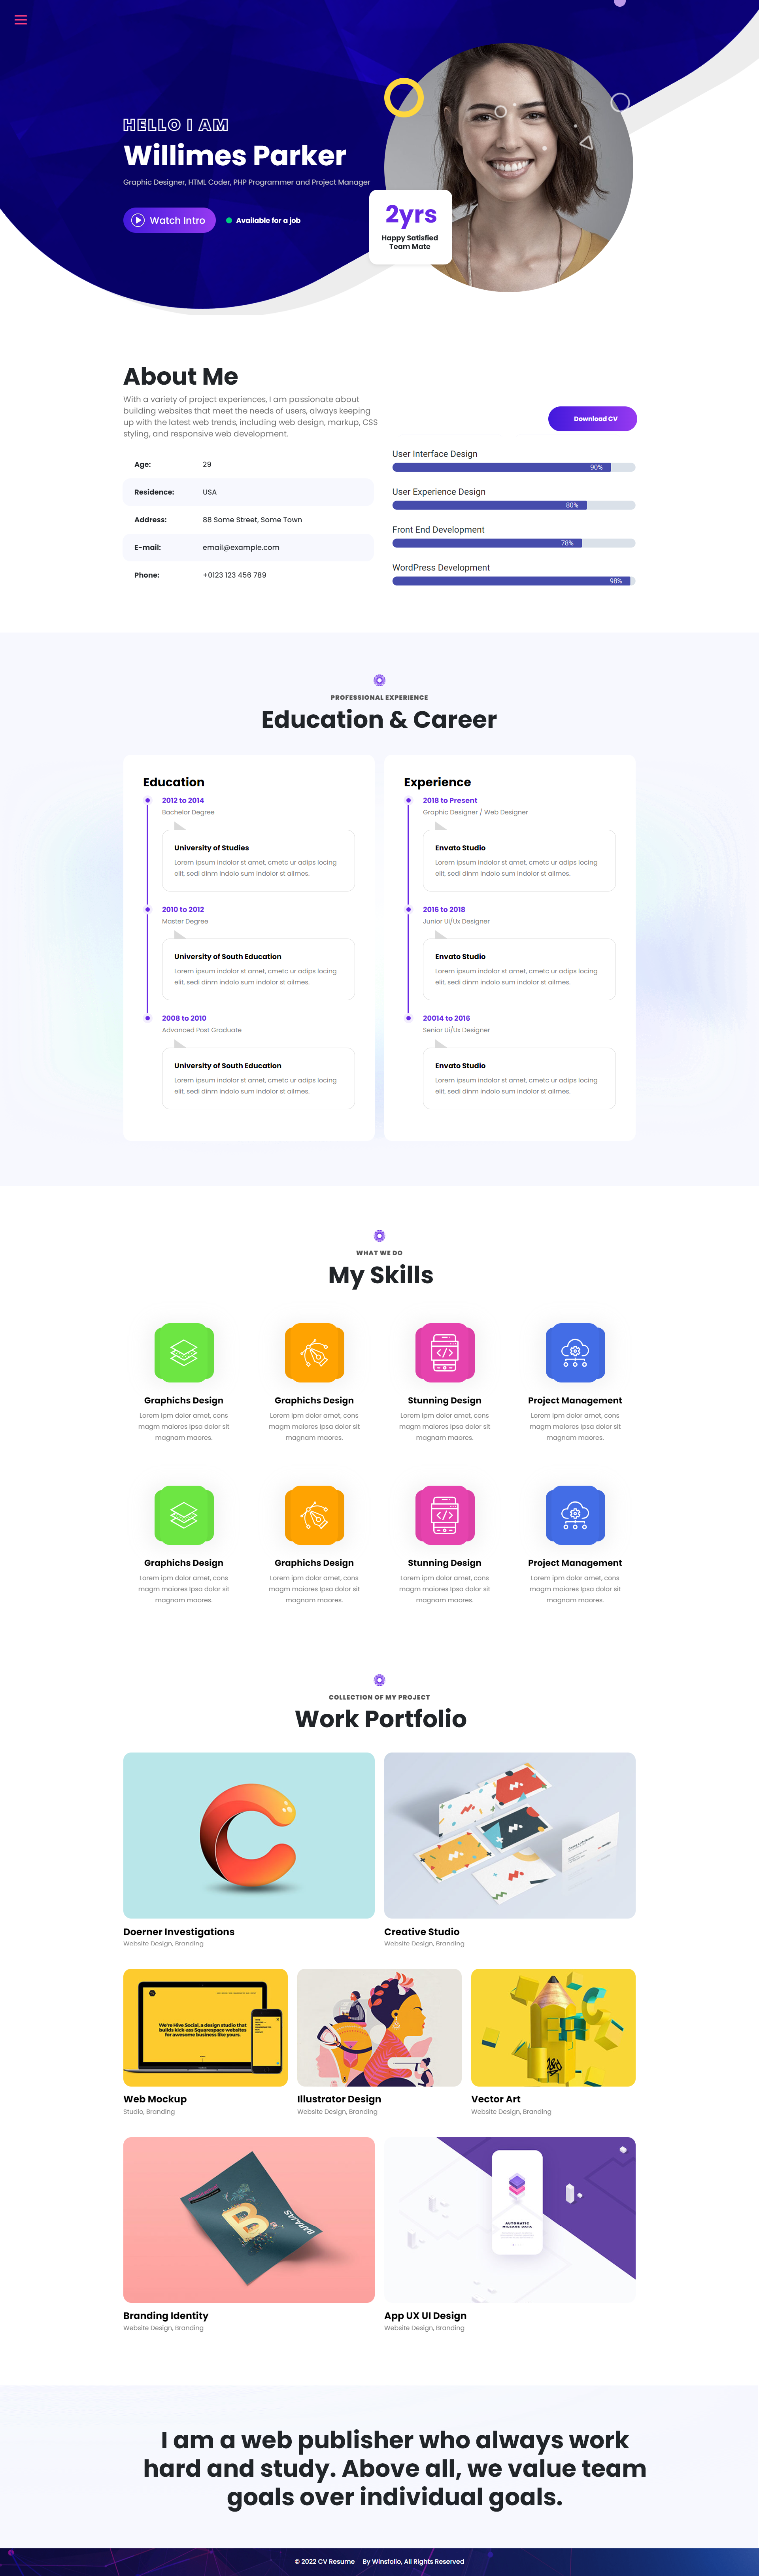 HELLO I AM
Willimes Parker
Graphic Designer, HTML Coder, PHP Programmer and Project Manager
Watch Intro
Available for a job
2yrs
Happy Satisfied
Team Mate
About Me
With a variety of project experiences, I am passionate about
building websites that meet the needs of users, always keeping
up with the latest web trends, including web design, markup, CSS
styling, and responsive web development.
Download CV
Age: 29
Residence: USA
Address: 88 Some Street, Some Town
E-mail: email@example.com
Phone: +0123 123 456 789
User Interface Design
90%
User Experience Design
80%
Front End Development
78%
WordPress Development
98%
PROFESSIONAL EXPERIENCE
Education & Career
Education
2012 to 2014
Bachelor Degree
University of Studies
Lorem ipsum indolor st amet, cmetc ur adips locing
elit, sedi dinm indolo sum indolor st ailmes.
2010 to 2012
Master Degree
University of South Education
Lorem ipsum indolor st amet, cmetc ur adips locing
elit, sedi dinm indolo sum indolor st ailmes.
2008 to 2010
Advanced Post Graduate
University of South Education
Lorem ipsum indolor st amet, cmetc ur adips locing
elit, sedi dinm indolo sum indolor st ailmes.
Experience
2018 to Present
Graphic Designer / Web Designer
Envato Studio
Lorem ipsum indolor st amet, cmetc ur adips locing
elit, sedi dinm indolo sum indolor st ailmes.
2016 to 2018
Junior Ui/Ux Designer
Envato Studio
Lorem ipsum indolor st amet, cmetc ur adips locing
elit, sedi dinm indolo sum indolor st ailmes.
20014 to 2016
Senior Ui/Ux Designer
Envato Studio
Lorem ipsum indolor st amet, cmetc ur adips locing
elit, sedi dinm indolo sum indolor st ailmes.
WHAT WE DO
My Skills
Graphichs Design
Lorem ipm dolor amet, cons
magm maiores Ipsa dolor sit
magnam maores.
Graphichs Design
Lorem ipm dolor amet, cons
magm maiores Ipsa dolor sit
magnam maores.
Stunning Design
Lorem ipm dolor amet, cons
magm maiores Ipsa dolor sit
magnam maores.
Project Management
Lorem ipm dolor amet, cons
magm maiores Ipsa dolor sit
magnam maores.
Graphichs Design
Lorem ipm dolor amet, cons
magm maiores Ipsa dolor sit
magnam maores.
Graphichs Design
Lorem ipm dolor amet, cons
magm maiores Ipsa dolor sit
magnam maores.
Stunning Design
Lorem ipm dolor amet, cons
magm maiores Ipsa dolor sit
magnam maores.
Project Management
Lorem ipm dolor amet, cons
magm maiores Ipsa dolor sit
magnam maores.
COLLECTION OF MY PROJECT
Work Portfolio
Doerner Investigations
Website Design, Branding
Creative Studio
Website Design, Branding
We're Hive Social, a design studio that
builds kick-ass Squarespace websites
for awesome business like yours.
Web Mockup
Studio, Branding
Illustrator Design
Website Design, Branding
Vector Art
Website Design, Branding
B
BARAJAS
Branding Identity
Website Design, Branding
AUTOMATIC
MILEAGE DATA
App UX UI Design
Website Design, Branding
I am a web publisher who always work
hard and study. Above all, we value team
goals over individual goals.
© 2022 CV Resume By Winsfolio, All Rights Reserved